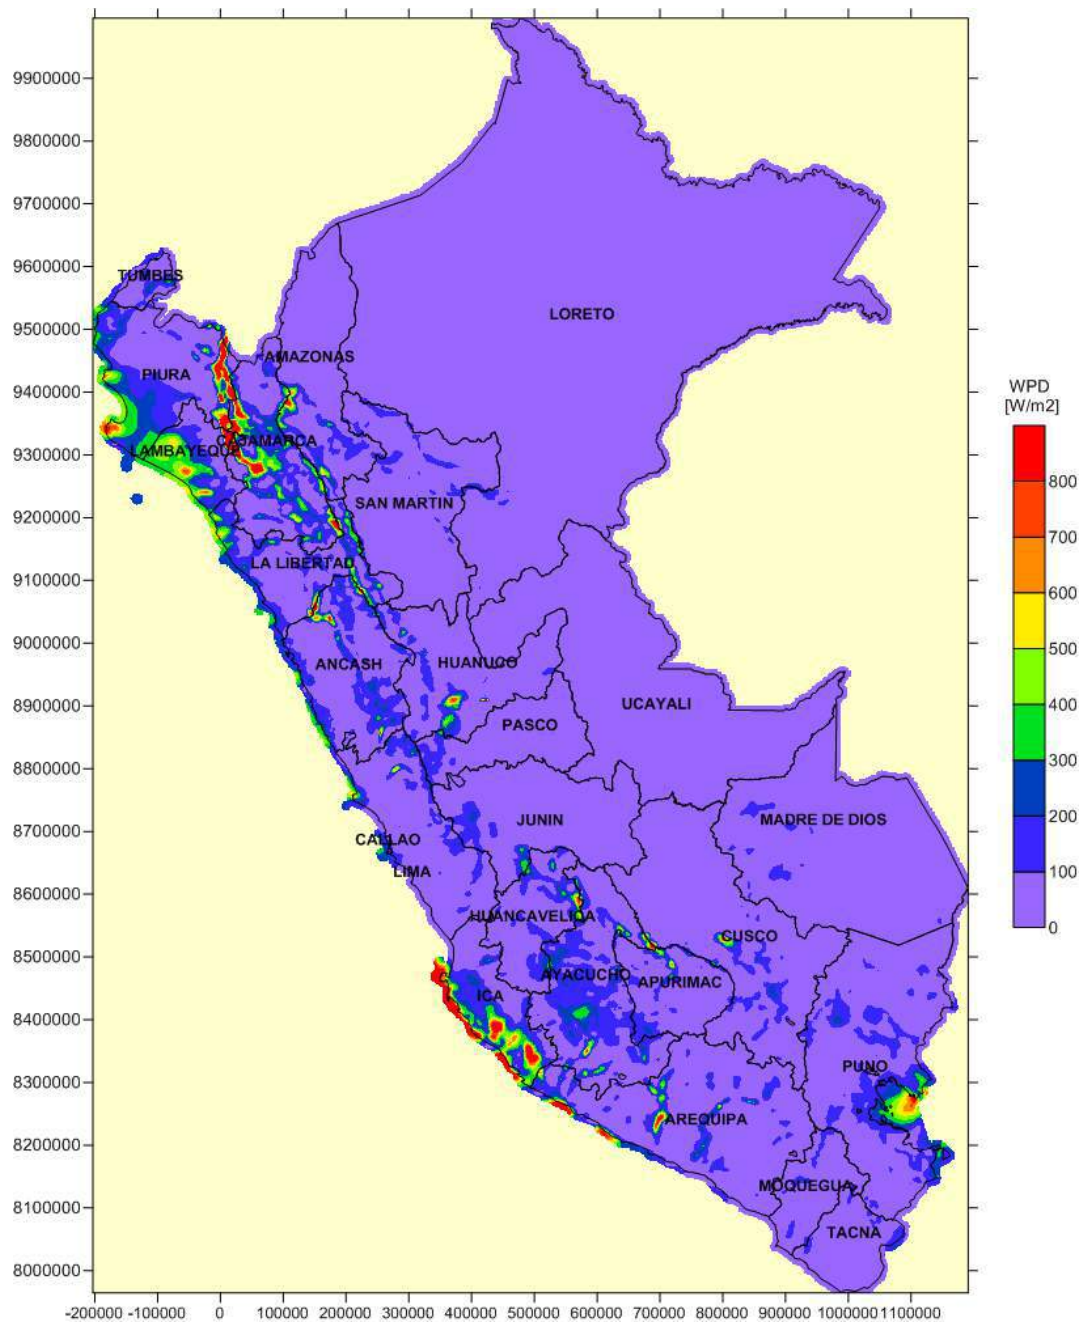 9900000
9800000
9700000
9600000
9500000
9400000
9300000
9200000
9100000
9000000
8900000
8800000
8700000
8600000
8500000
8400000
8300000
8200000
8100000
8000000
-200000 -100000 0 100000 200000 300000 400000 500000 600000 700000 800000 900000 10000001100000
TUMBES
LORETO
AMAZONAS
PIURA
CAJAMARCA
LAMBAYEQUE
SAN MARTIN
LA LIBERTAD
ANCASH
HUANUCO
UCAYALI
PASCO
JUNIN
MADRE DE DIOS
CALLAO
LIMA
HUANCAVELICA
CUSCO
AYACUCHO
APURIMAC
ICA
PUNO
AREQUIPA
MOQUEGUA
TACNA
WPD
[W/m2]
800
700
600
500
400
300
200
100
0